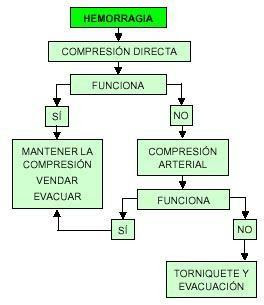 HEMORRAGIA
COMPRESIÓN DIRECTA
FUNCIONA
SÍ
NO
MANTENER LA
COMPRESIÓN
VENDAR
EVACUAR
COMPRESIÓN
ARTERIAL
FUNCIONA
SÍ
NO
TORNIQUETE Y
EVACUACIÓN